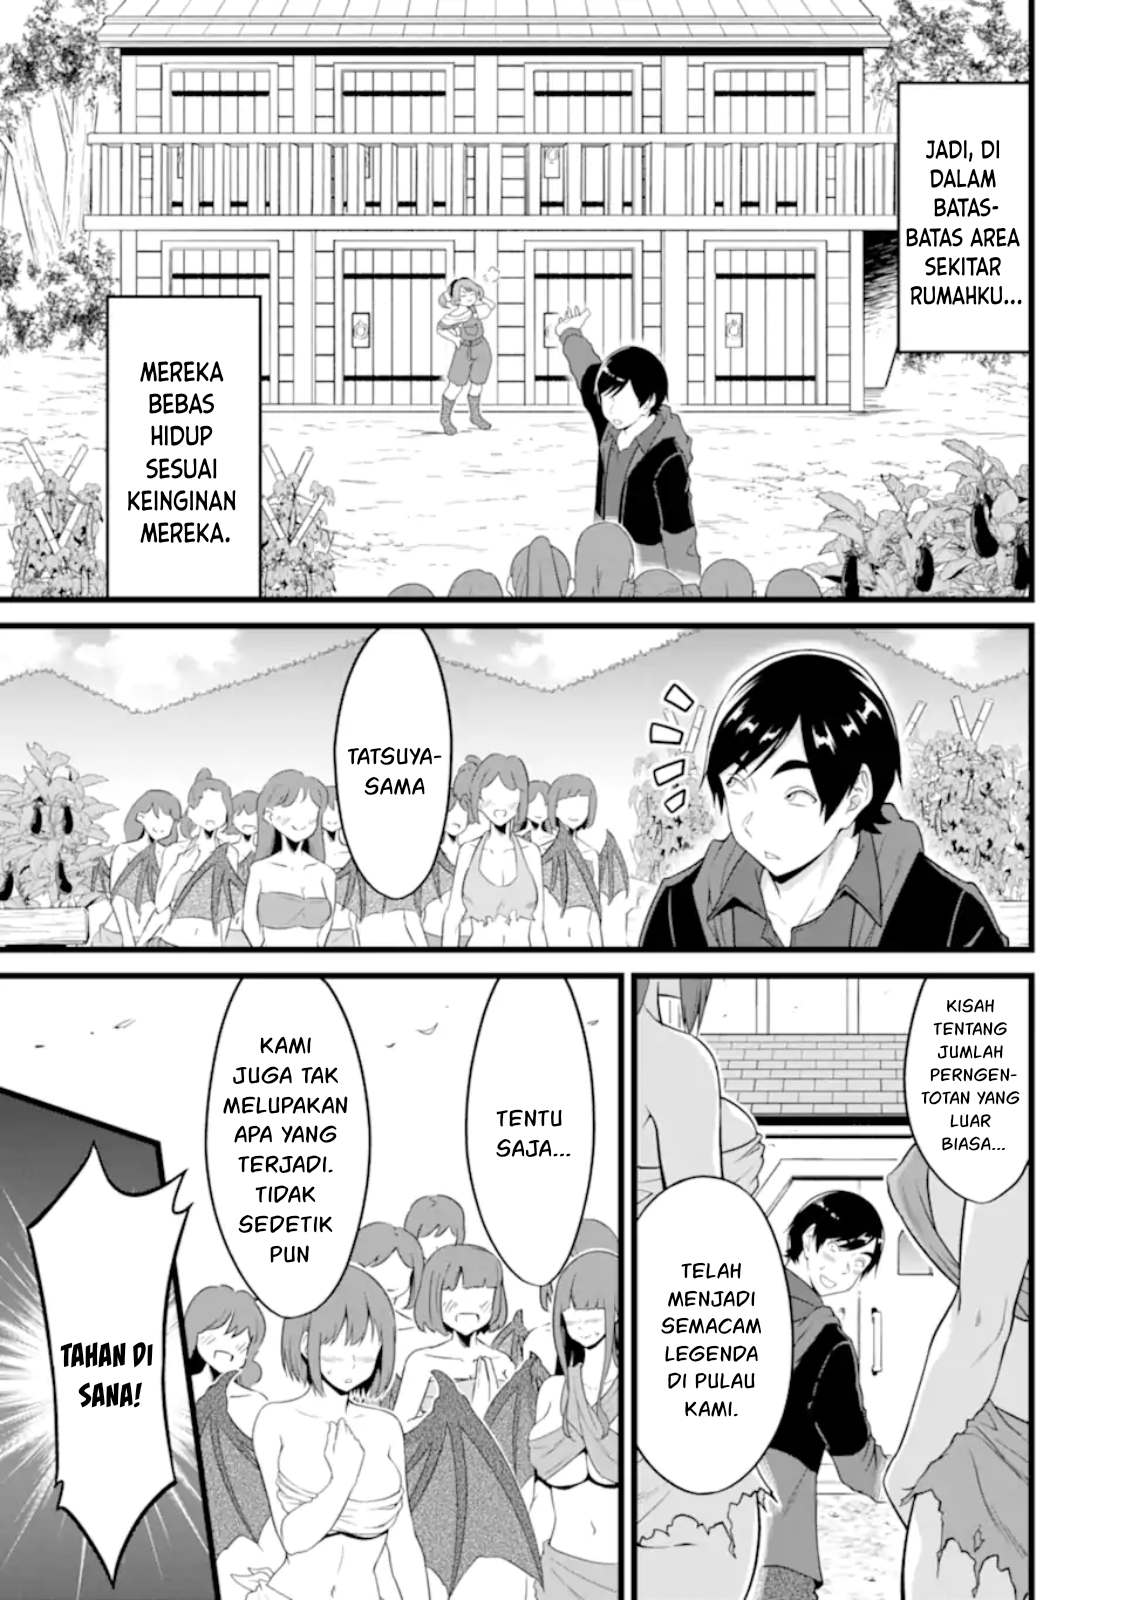 JADI, DI
DALAM
BATAS-
BATAS AREA
SEKITAR
RUMAHKU...
MEREKA
BEBAS
HIDUP
SESUAI
KEINGINAN
MEREKA.
TATSUYA-
SAMA
KISAH
TENTANG
JUMLAH
PERNGEN-
TOTAN YANG
LUAR
BIASA...
TELAH
MENJADI
SEMACAM
LEGENDA
DI PULAU
KAMI.
TENTU
SAJA...
KAMI
JUGA TAK
MELUPAKAN
APA YANG
TERJADI.
TIDAK
SEDETIK
PUN
TAHAN DI
SANA!